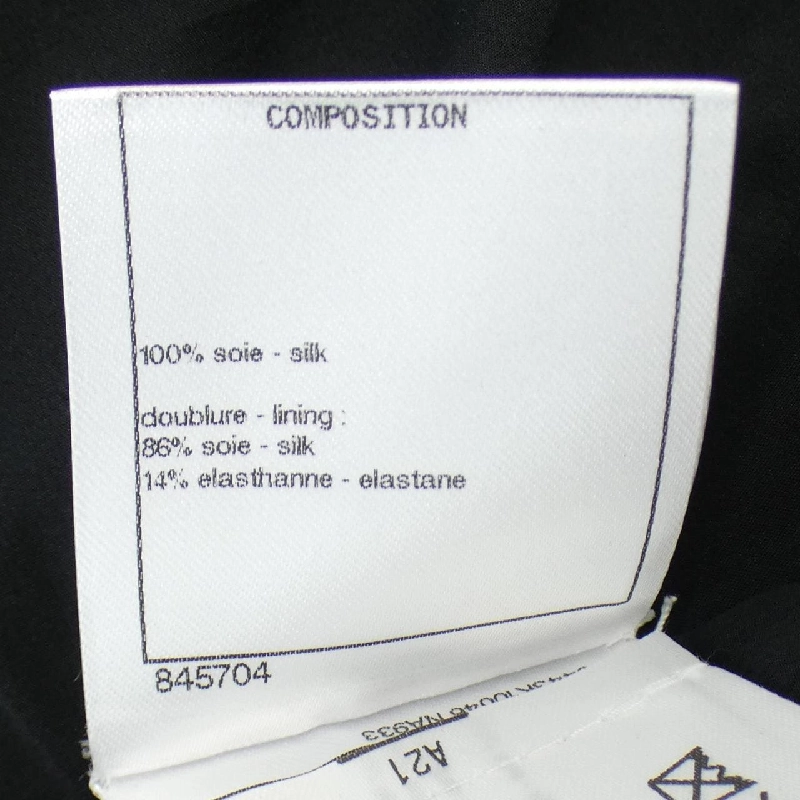 COMPOSITION
100% soie - silk
doublure - lining :
86% soie - silk
14% elasthanne - elastane
845704
A21